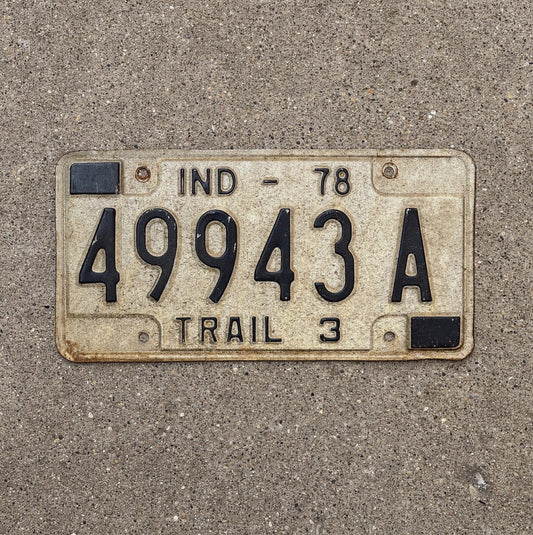 IND - 78
49943 A
TRAIL 3